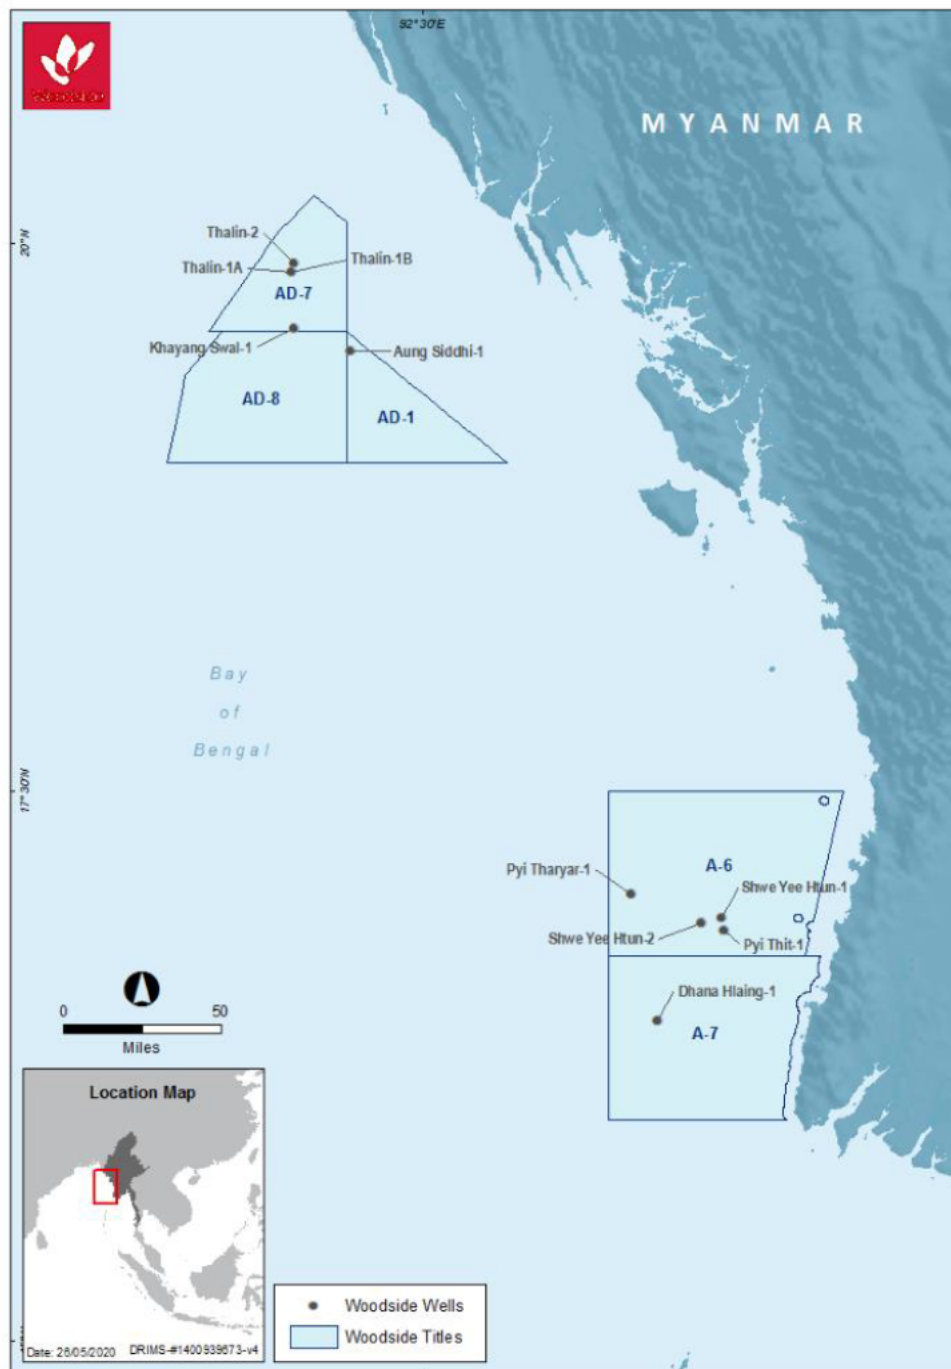 92°30'E
MYANMAR
20°N
Thalin-2
Thalin-1A
Thalin-1B
AD-7
Khayang Swal-1
Aung Siddhi-1
AD-8
AD-1
Bay
of
Bengal
17°30'N
A-6
Pyi Tharyar-1
Shwe Yee Htun-1
Shwe Yee Htun-2
Pyi Thit-1
Dhana Hlaing-1
A-7
0
50
Miles
Location Map
Woodside Wells
Woodside Titles
Date: 26/05/2020
DRIMS-#1400939673-v4